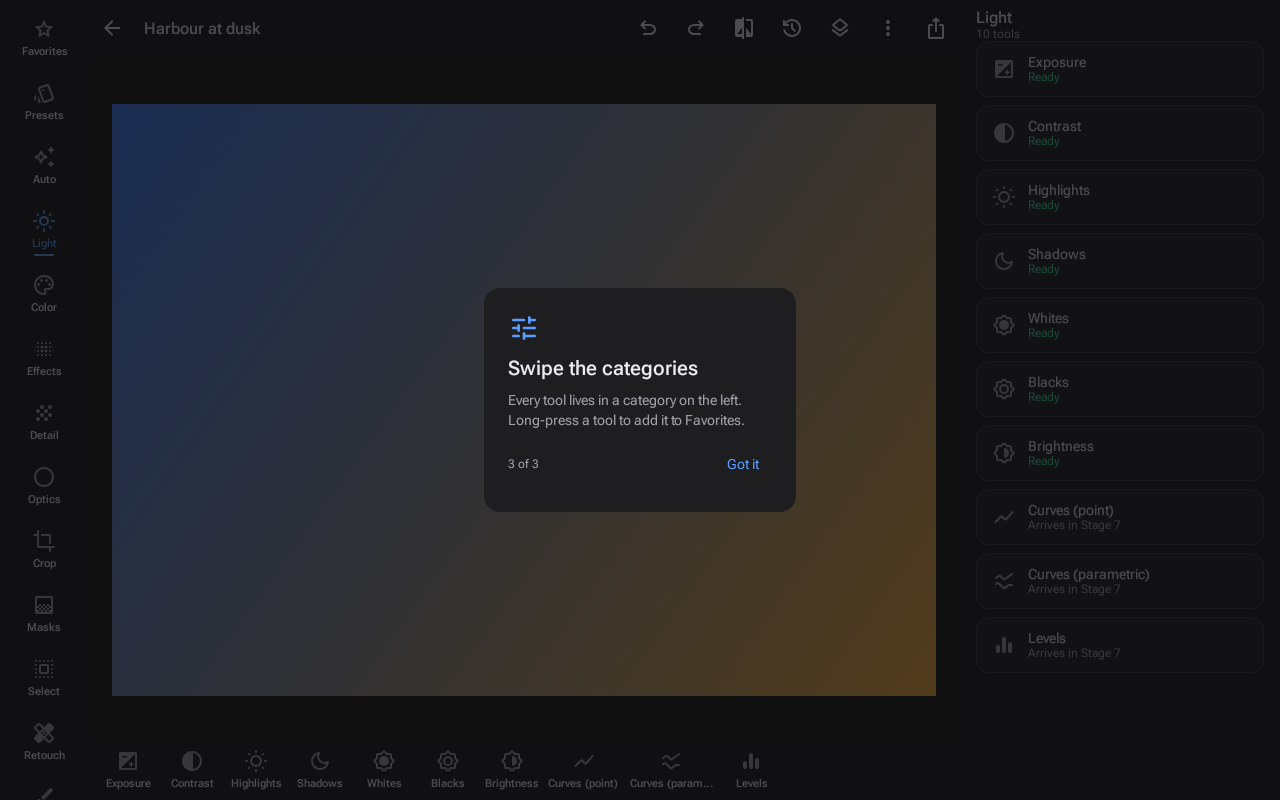 Favorites
Presets
Auto
Light
Color
Effects
Detail
Optics
Crop
Masks
Select
Retouch
Harbour at dusk
Swipe the categories
Every tool lives in a category on the left.
Long-press a tool to add it to Favorites.
3 of 3
Got it
Exposure
Contrast
Highlights
Shadows
Whites
Blacks
Brightness
Curves (point)
Curves (param...
Levels
Light
10 tools
Exposure
Ready
Contrast
Ready
Highlights
Ready
Shadows
Ready
Whites
Ready
Blacks
Ready
Brightness
Ready
Curves (point)
Arrives in Stage 7
Curves (parametric)
Arrives in Stage 7
Levels
Arrives in Stage 7